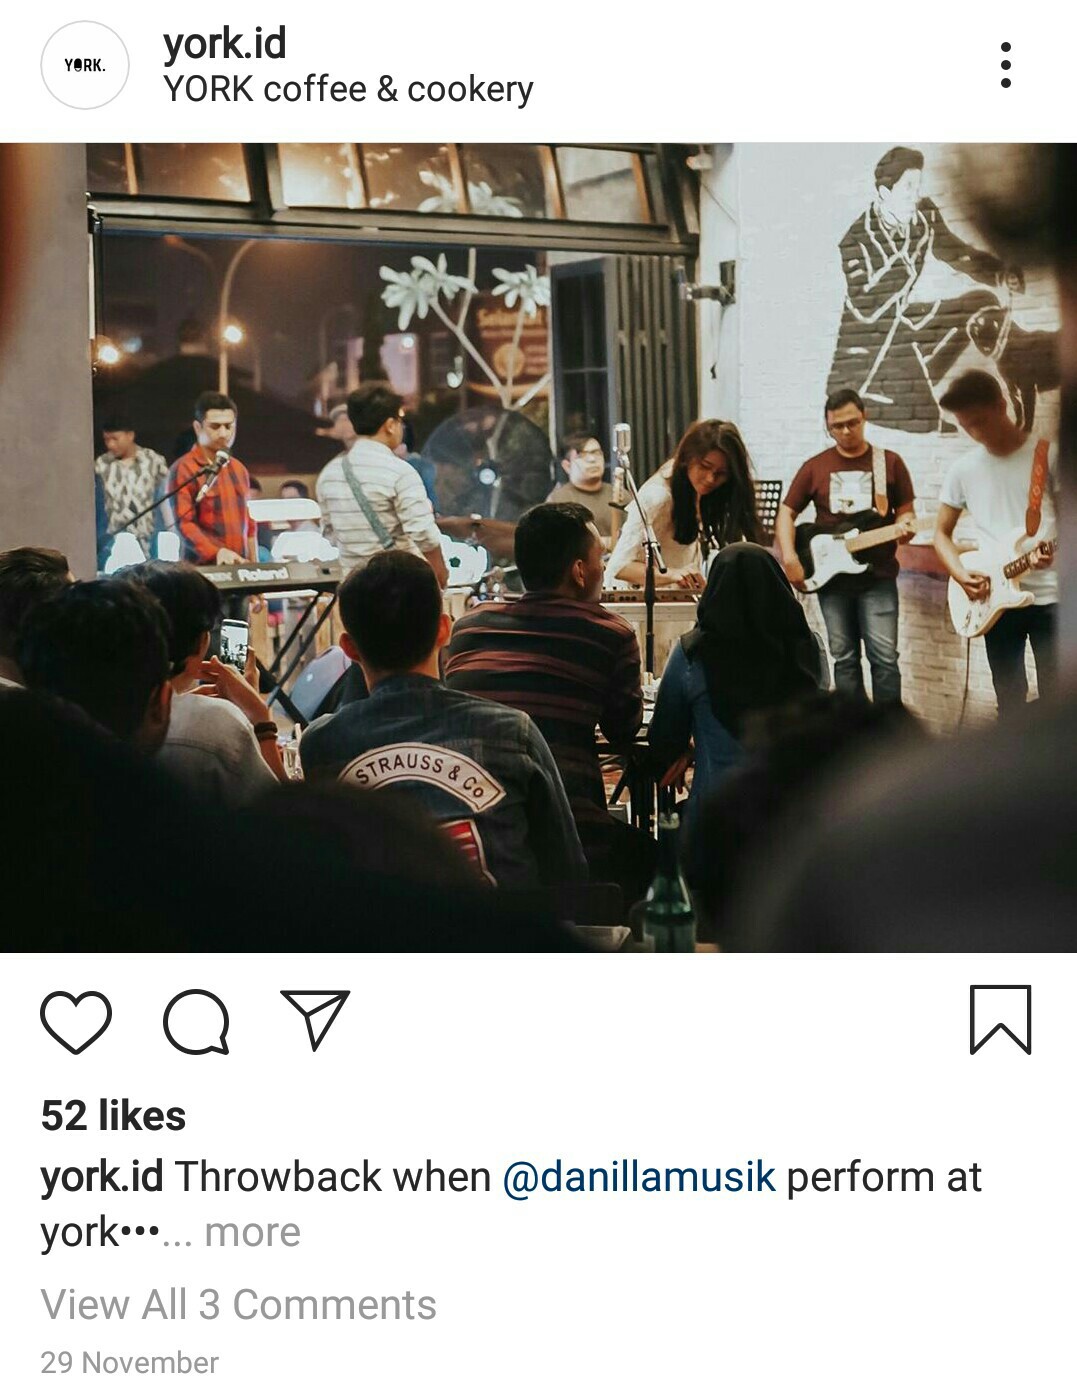 YORK.
york.id
YORK coffee & cookery
Roland
STRAUSS & Co
52 likes
york.id Throwback when @danillamusik perform at
york•••... more
View All 3 Comments
29 November